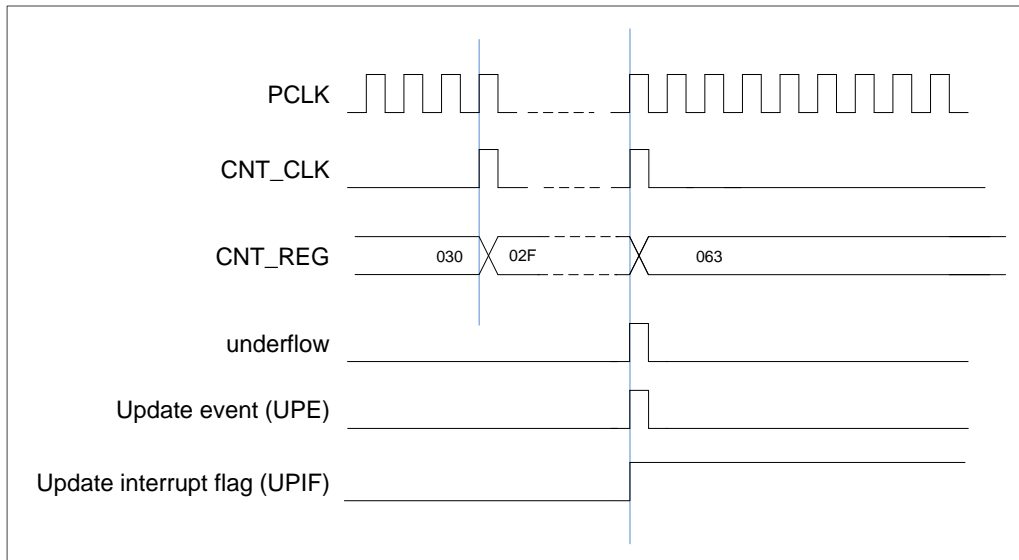 PCLK
CNT_CLK
CNT_REG
030
02F
063
underflow
Update event (UPE)
Update interrupt flag (UPIF)